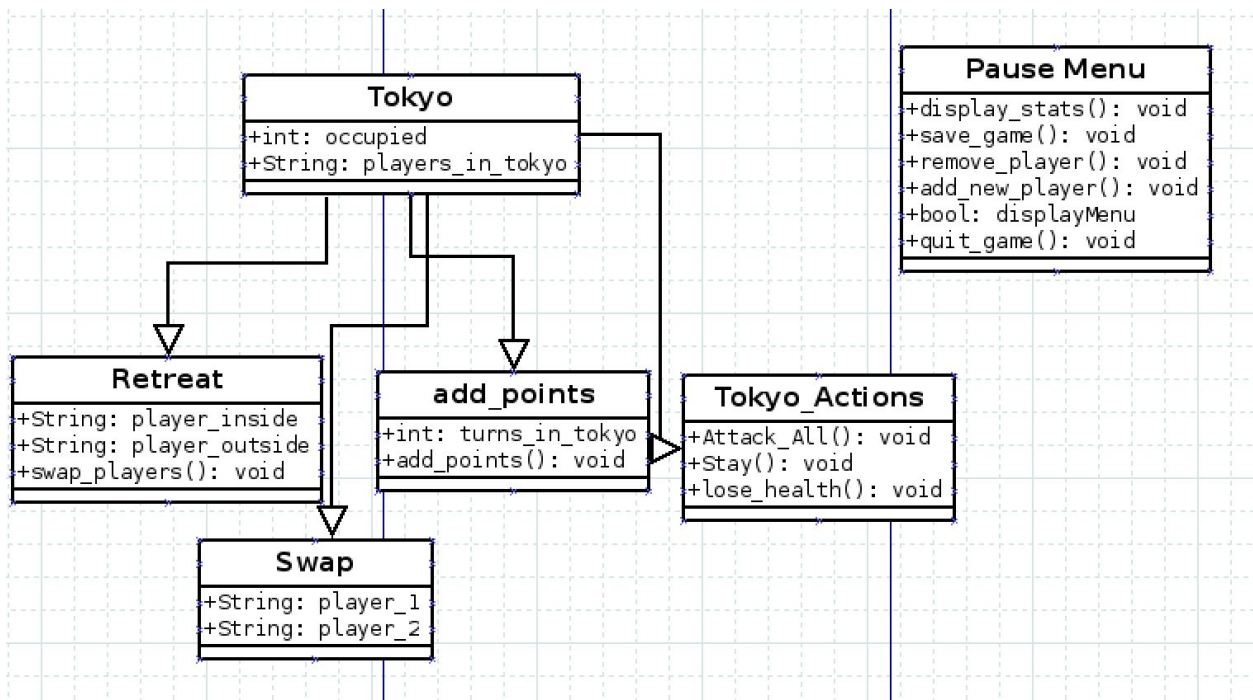 Tokyo
+int: occupied
+String: players_in_tokyo
Pause Menu
+display_stats(): void
+save_game(): void
+remove_player(): void
+add_new_player(): void
+bool: displayMenu
+quit_game(): void
Retreat
+String: player_inside
+String: player_outside
+swap_players(): void
add_points
+int: turns_in_tokyo
+add_points(): void
Tokyo_Actions
+Attack_All(): void
+Stay(): void
+lose_health(): void
Swap
+String: player_1
+String: player_2